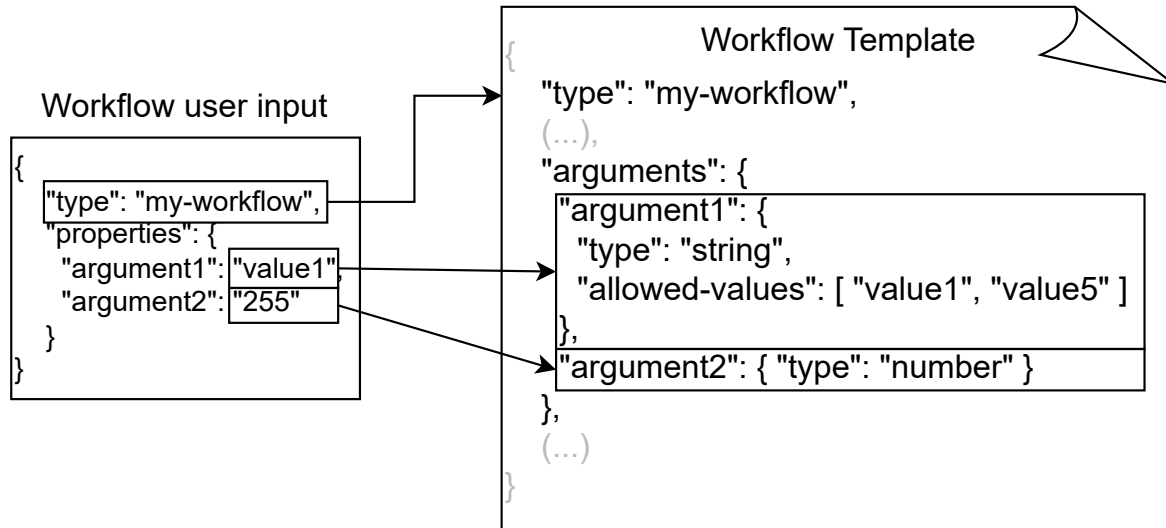 Workflow user input
{
"type": "my-workflow",
"properties": {
"argument1": "value1",
"argument2": "255"
}
}
Workflow Template
{
"type": "my-workflow",
(...),
"arguments": {
"argument1": {
"type": "string",
"allowed-values": [ "value1", "value5" ]
},
"argument2": { "type": "number" }
},
(...)
}